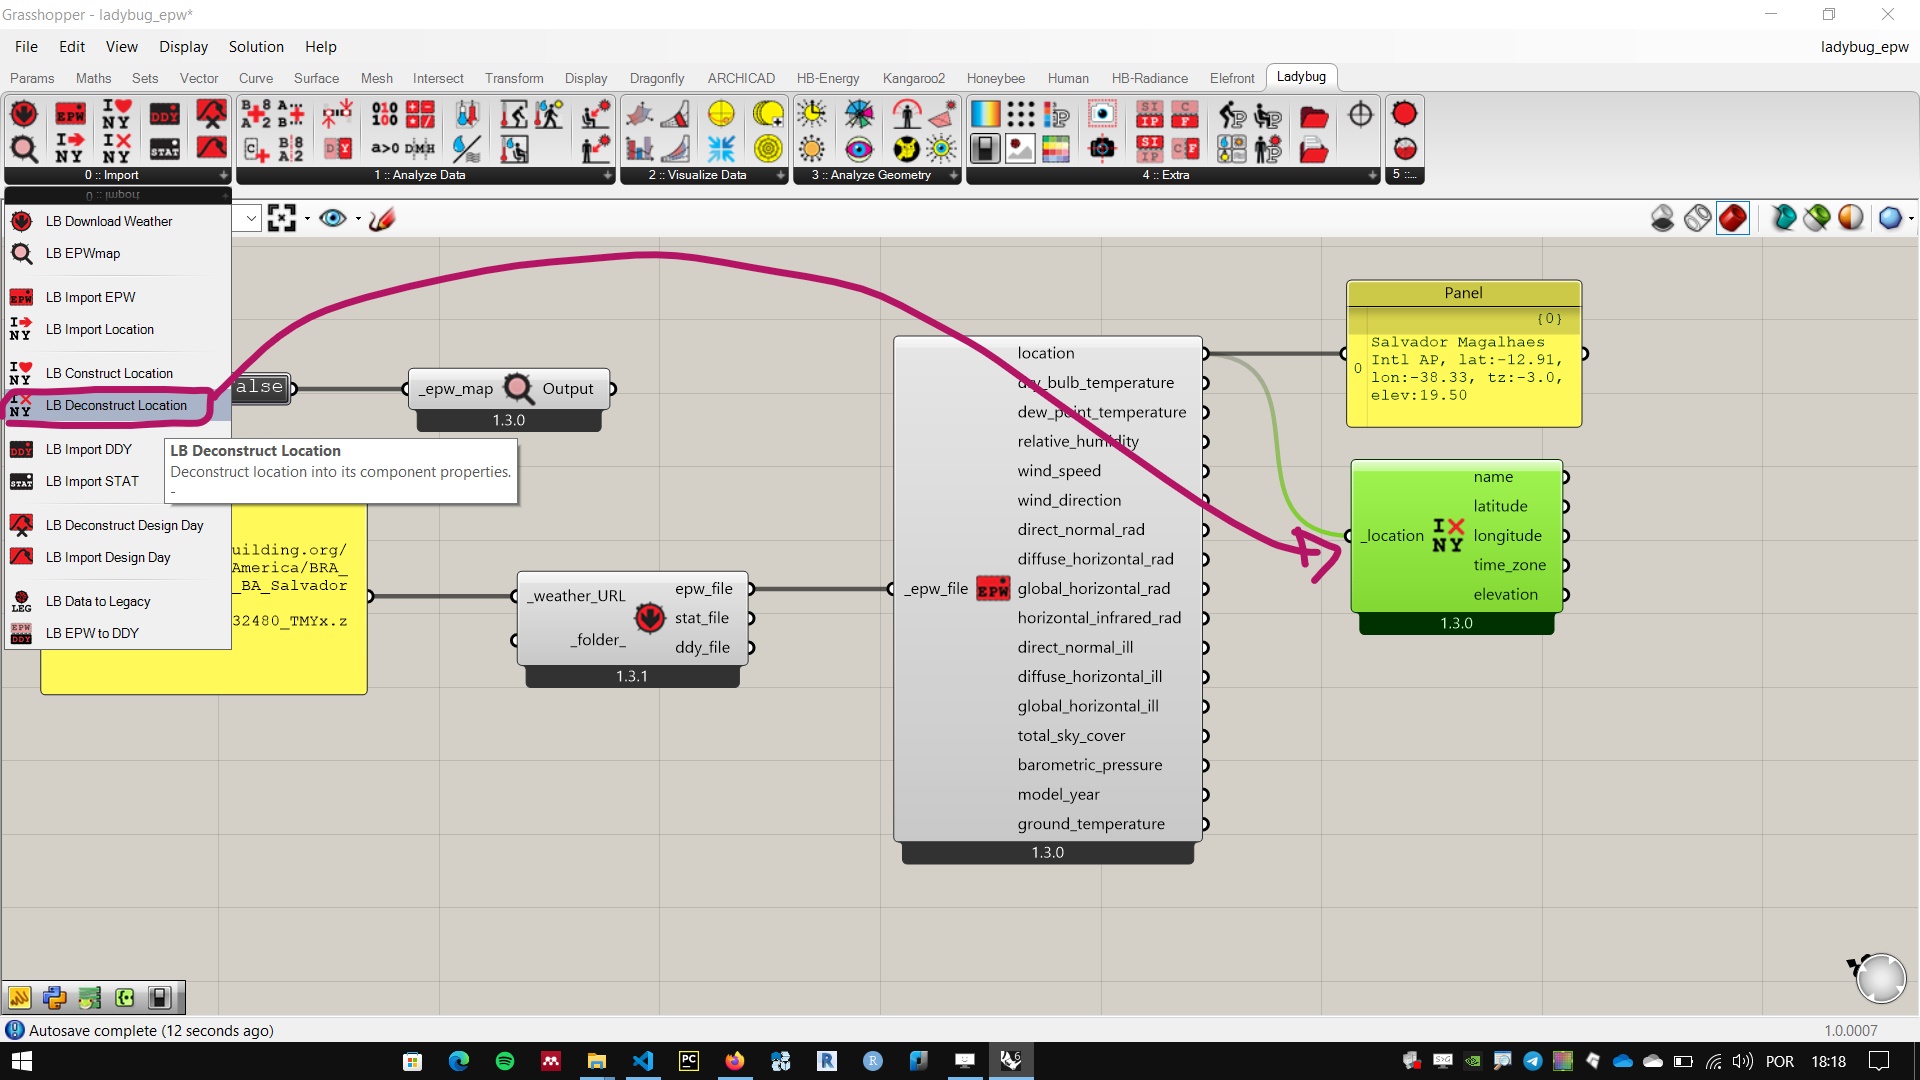 Grasshopper - ladybug_epw*
File Edit View Display Solution Help
ladybug_epw
Params Maths Sets Vector Curve Surface Mesh Intersect Transform Display Dragonfly ARCHICAD HB-Energy Kangaroo2 Honeybee Human HB-Radiance Elefront Ladybug
0 :: Import
1 :: Analyze Data
2 :: Visualize Data
3 :: Analyze Geometry
4 :: Extra
5 ::...
0 :: Import
LB Download Weather
LB EPWmap
LB Import EPW
LB Import Location
LB Construct Location
LB Deconstruct Location
LB Import DDY
LB Import STAT
LB Deconstruct Design Day
LB Import Design Day
LB Data to Legacy
LB EPW to DDY
LB Deconstruct Location
Deconstruct location into its component properties.
-
alse
_epw_map
Output
1.3.0
uilding.org/
America/BRA_
_BA_Salvador
32480_TMYx.z
_weather_URL
_folder_
epw_file
stat_file
ddy_file
1.3.1
_epw_file
EPW
location
dry_bulb_temperature
dew_point_temperature
relative_humidity
wind_speed
wind_direction
direct_normal_rad
diffuse_horizontal_rad
global_horizontal_rad
horizontal_infrared_rad
direct_normal_ill
diffuse_horizontal_ill
global_horizontal_ill
total_sky_cover
barometric_pressure
model_year
ground_temperature
1.3.0
Panel
{0}
0
Salvador Magalhaes
Intl AP, lat:-12.91,
lon:-38.33, tz:-3.0,
elev:19.50
_location
I X
NY
name
latitude
longitude
time_zone
elevation
1.3.0
Autosave complete (12 seconds ago)
1.0.0007
POR
18:18